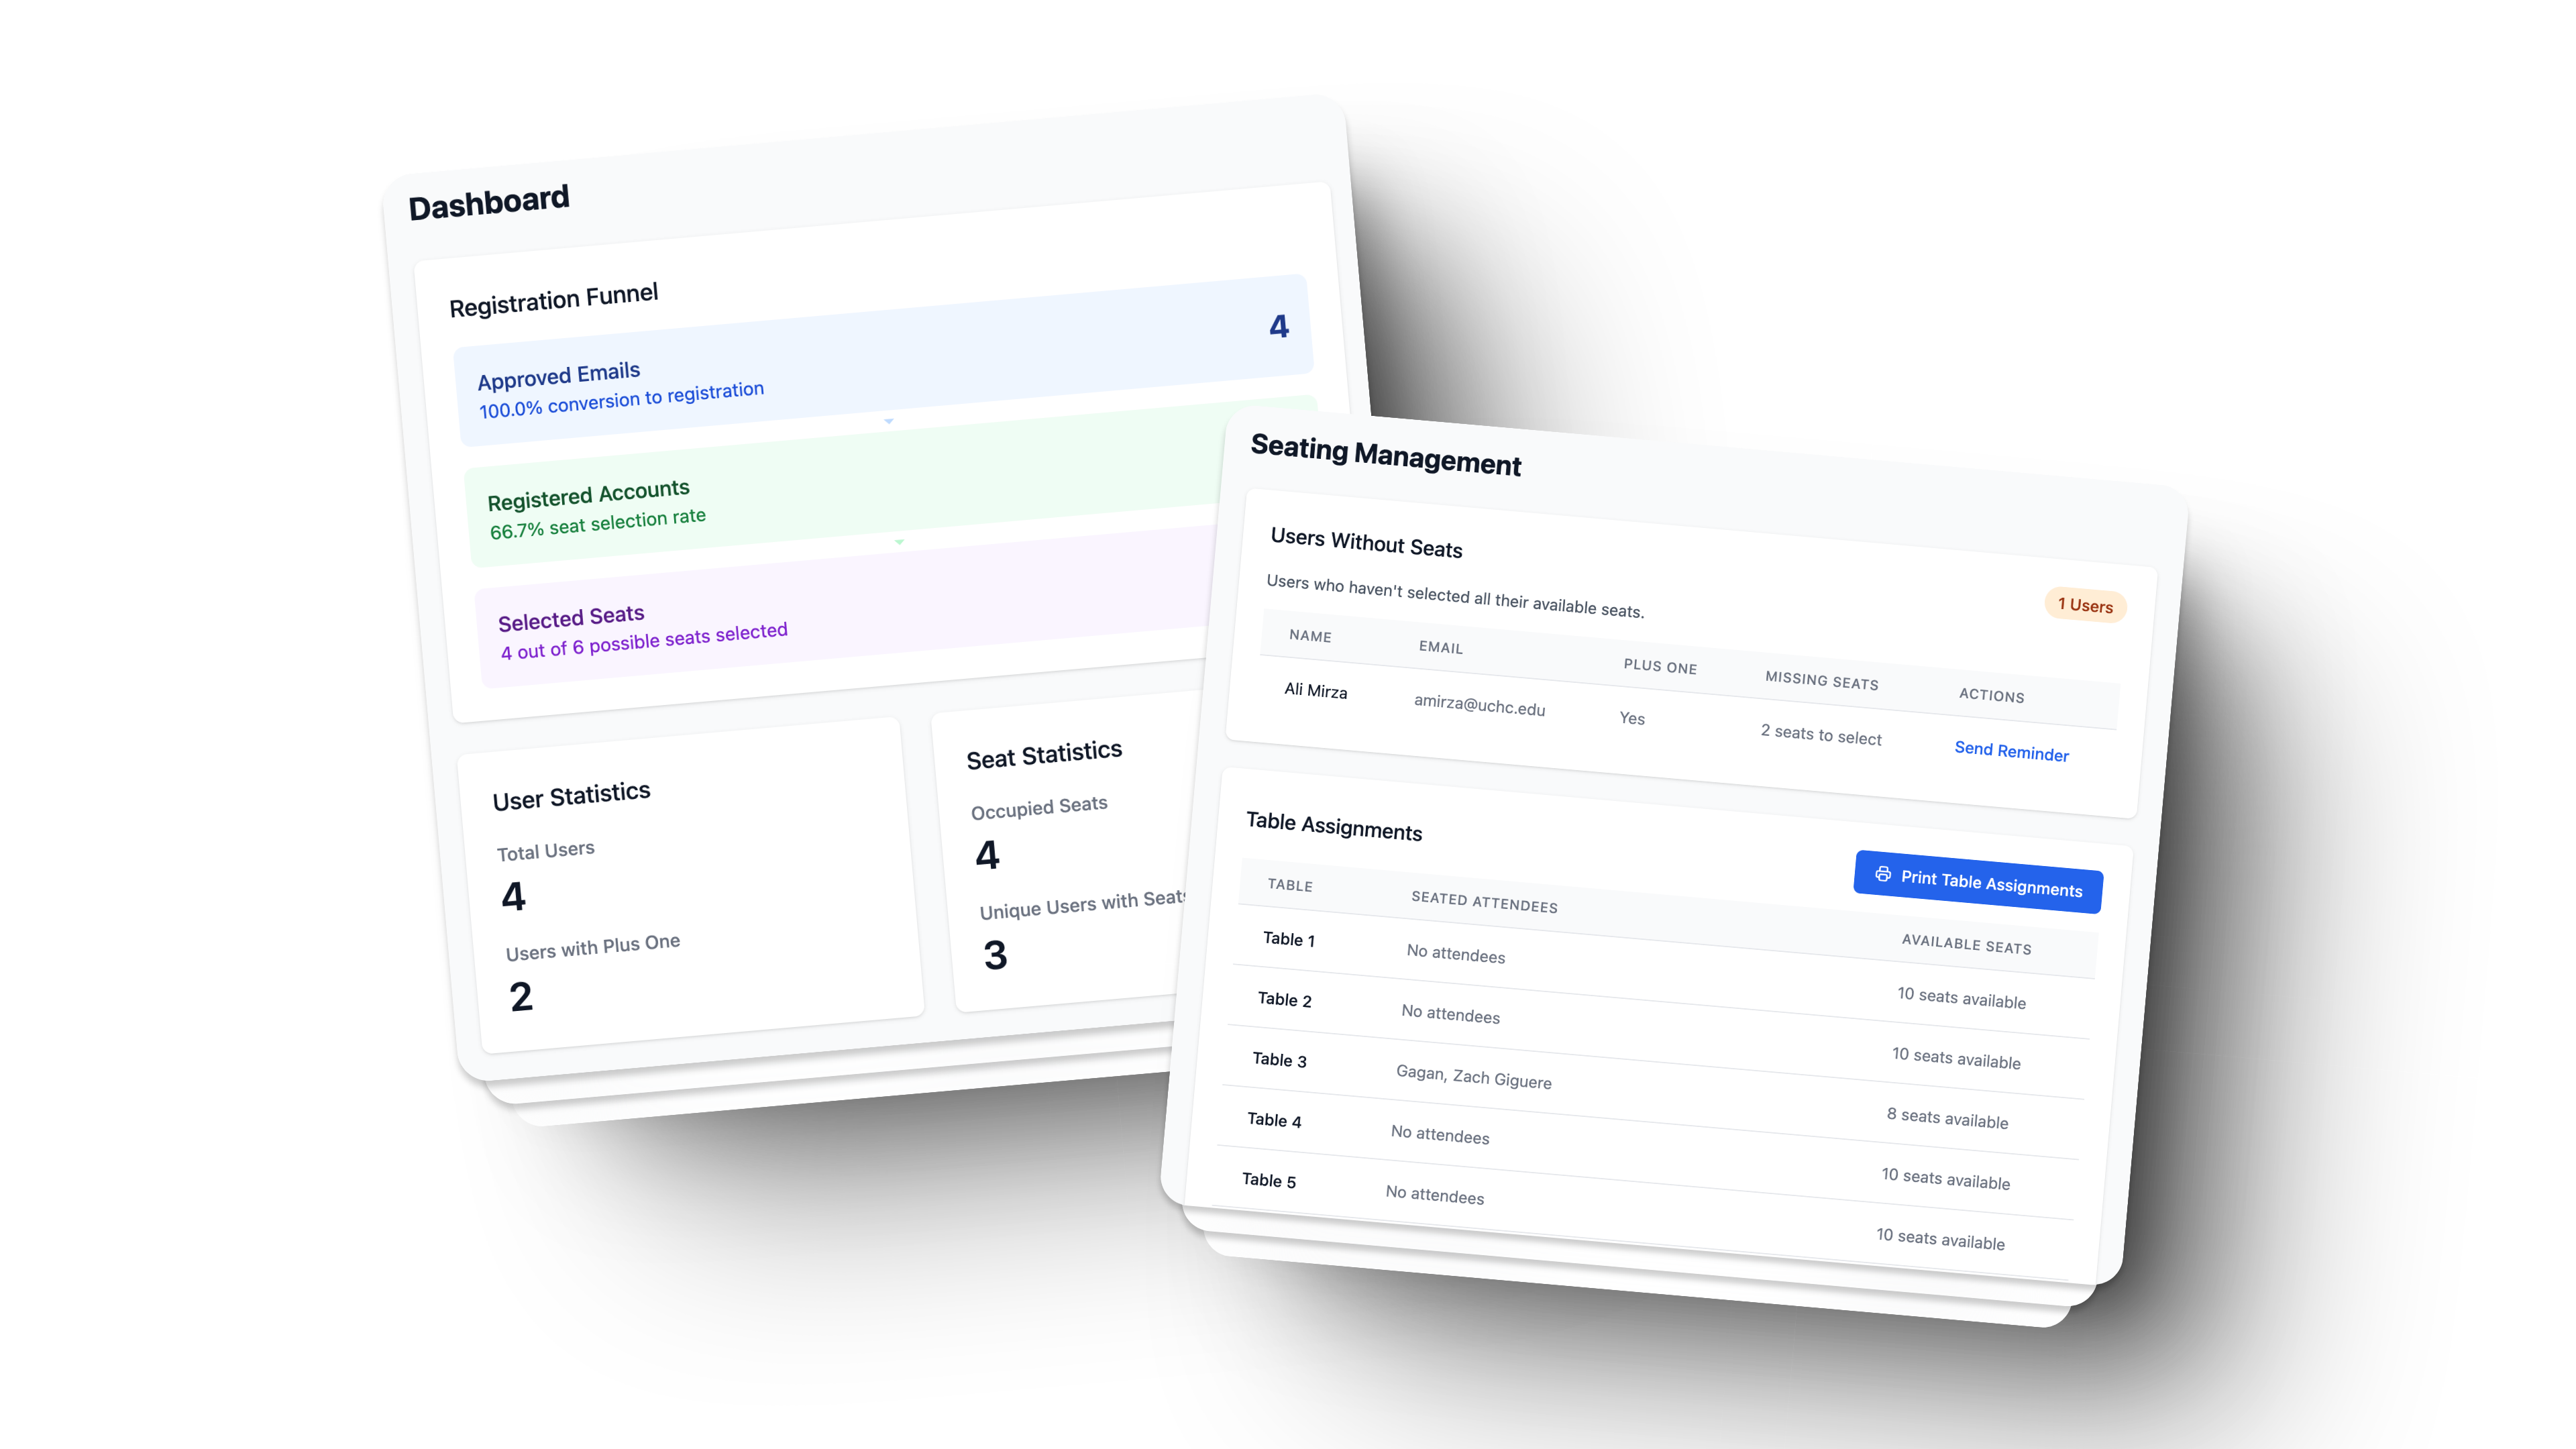 Dashboard
Registration Funnel
Approved Emails
100.0% conversion to registration
4
Registered Accounts
66.7% seat selection rate
Selected Seats
4 out of 6 possible seats selected
User Statistics
Total Users
4
Users with Plus One
2
Seat Statistics
Occupied Seats
4
Unique Users with Seats
3
Seating Management
Users Without Seats
1 Users
Users who haven't selected all their available seats.
NAME EMAIL PLUS ONE MISSING SEATS ACTIONS
Ali Mirza amirza@uchc.edu Yes 2 seats to select Send Reminder
Table Assignments
Print Table Assignments
TABLE SEATED ATTENDEES AVAILABLE SEATS
Table 1 No attendees 10 seats available
Table 2 No attendees 10 seats available
Table 3 Gagan, Zach Giguere 8 seats available
Table 4 No attendees 10 seats available
Table 5 No attendees 10 seats available